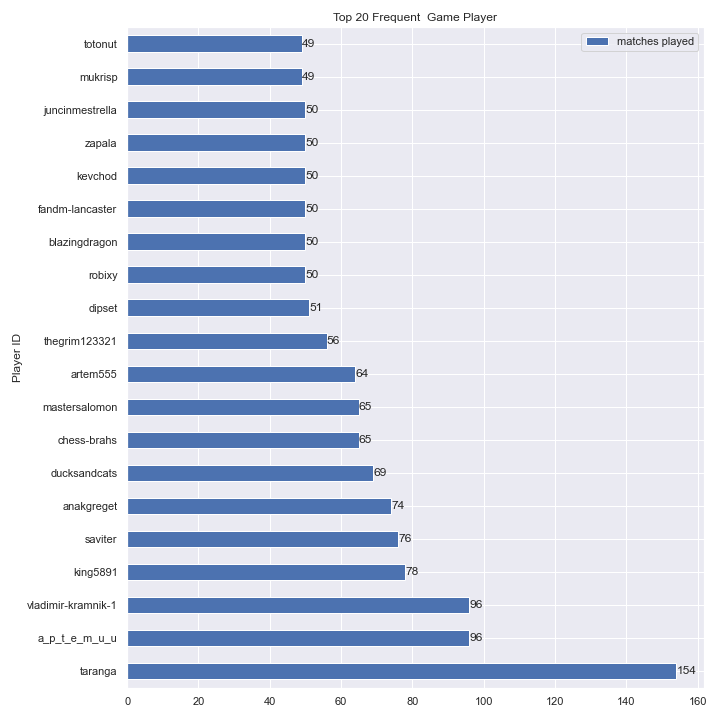 Top 20 Frequent  Game Player
matches played
Player ID
totonut 49
mukrisp 49
juncinmestrella 50
zapala 50
kevchod 50
fandm-lancaster 50
blazingdragon 50
robixy 50
dipset 51
thegrim123321 56
artem555 64
mastersalomon 65
chess-brahs 65
ducksandcats 69
anakgreget 74
saviter 76
king5891 78
vladimir-kramnik-1 96
a_p_t_e_m_u_u 96
taranga 154
0 20 40 60 80 100 120 140 160